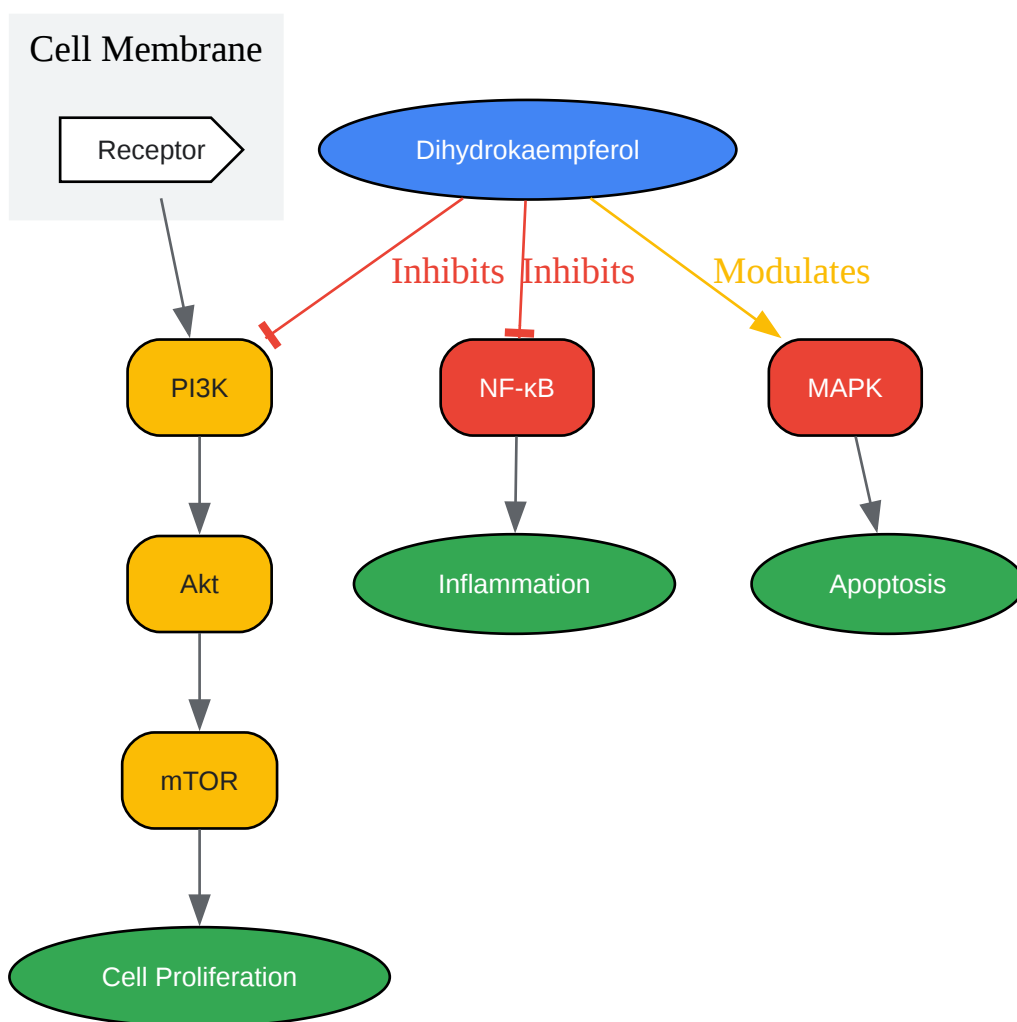 Cell Membrane
Receptor
Dihydrokaempferol
Inhibits
Inhibits
Modulates
PI3K
NF-κB
MAPK
Akt
Inflammation
Apoptosis
mTOR
Cell Proliferation